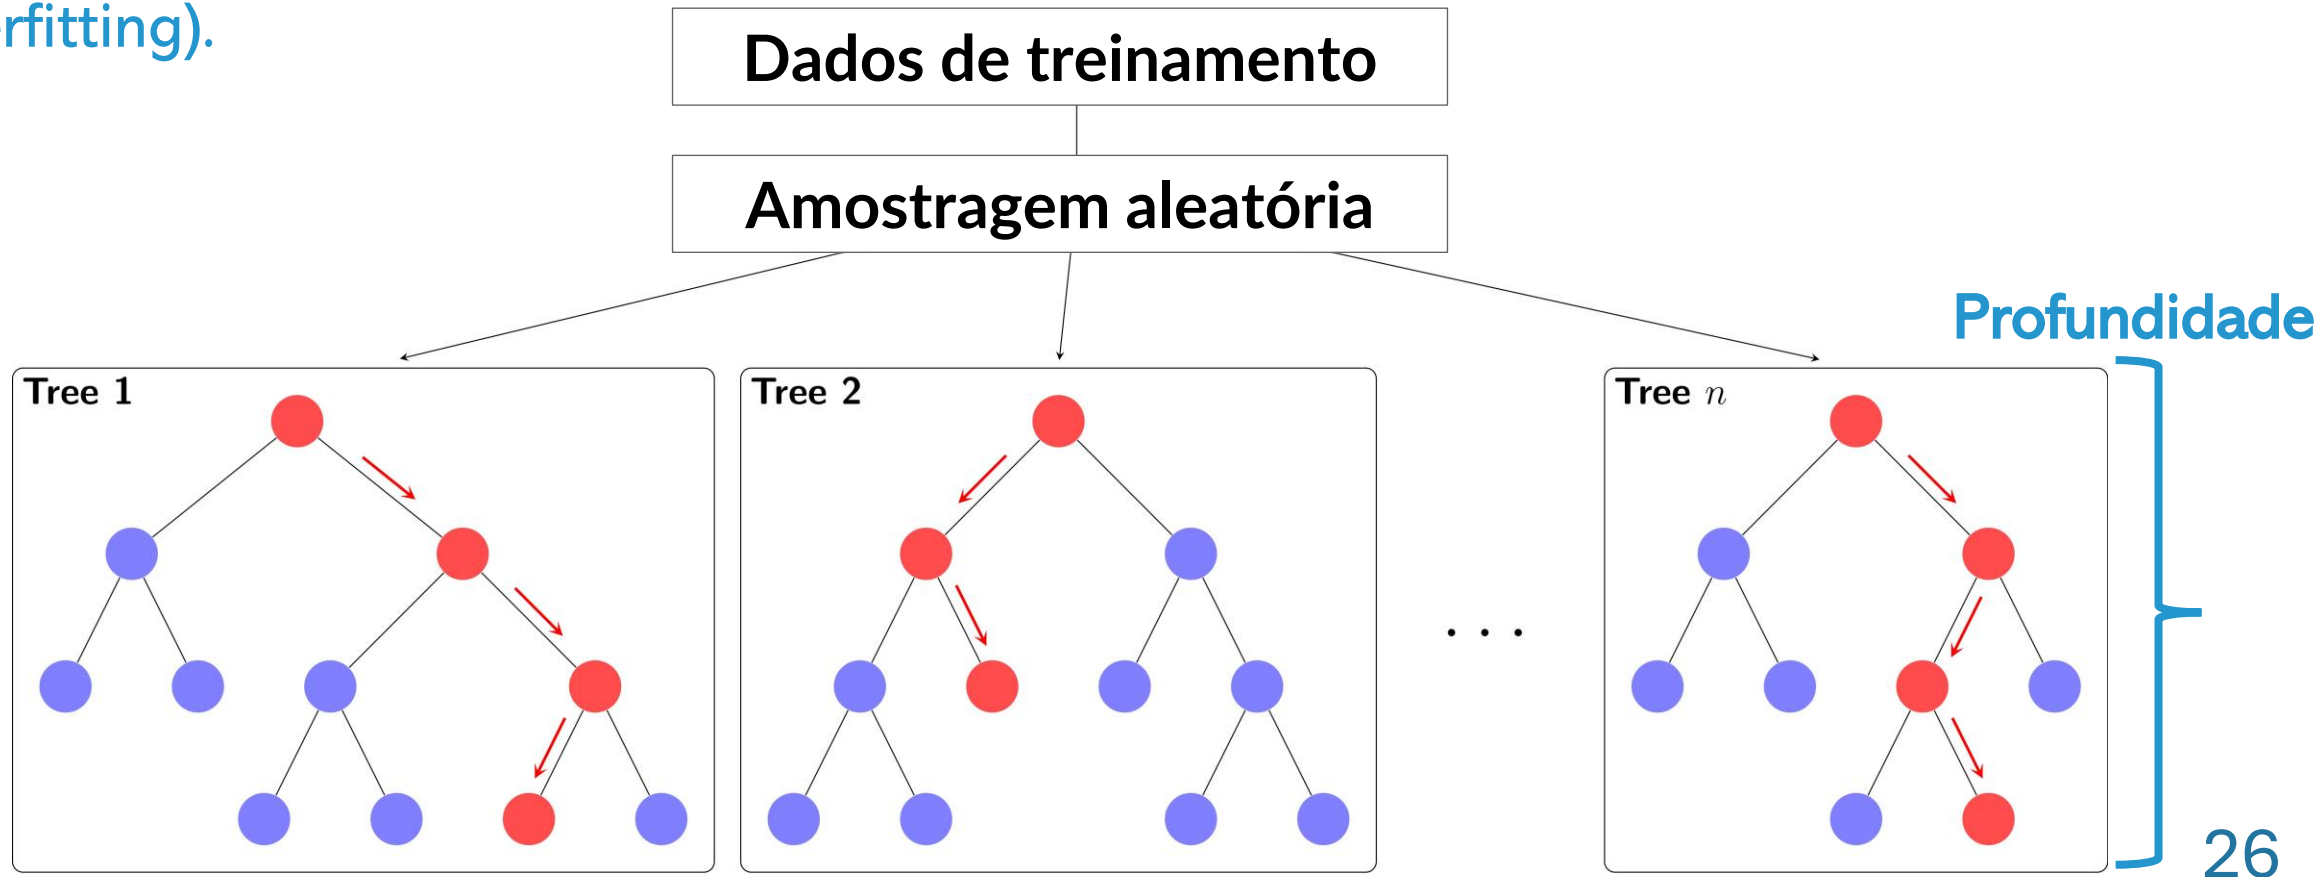 rfitting).
Dados de treinamento
Amostragem aleatória
Profundidade
Tree 1
Tree 2
. . .
Tree n
26